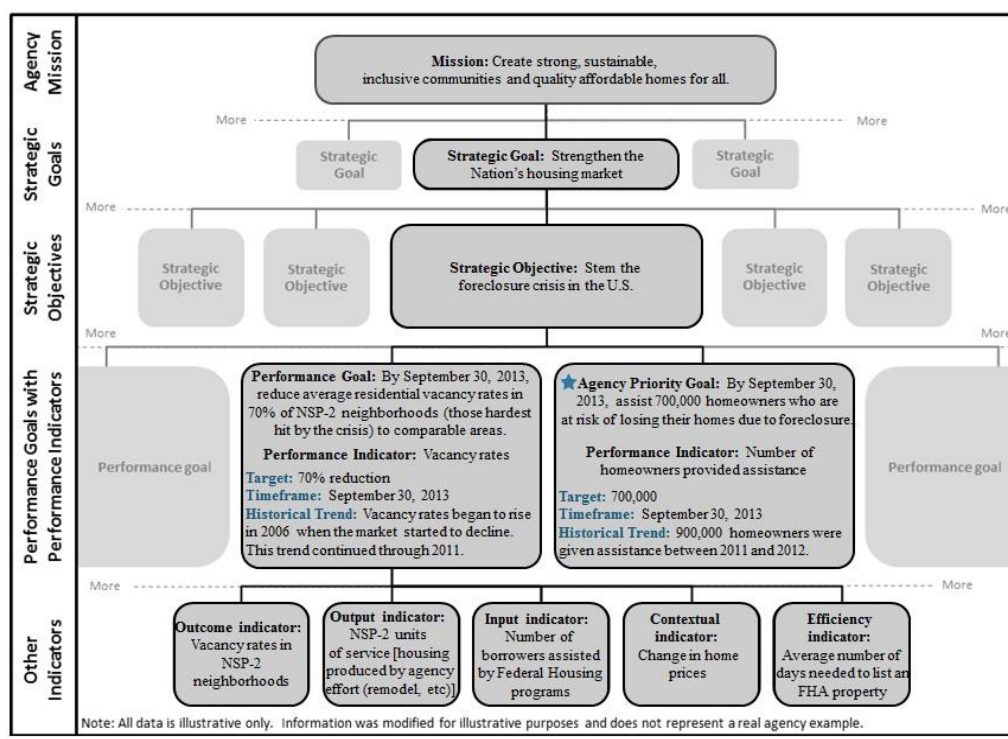 Agency
Mission
Mission: Create strong, sustainable,
inclusive communities and quality affordable homes for all.
More
More
Strategic
Goals
Strategic
Goal
Strategic Goal: Strengthen the
Nation's housing market
Strategic
Goal
More
More
Strategic
Objectives
Strategic
Objective
Strategic
Objective
Strategic Objective: Stem the
foreclosure crisis in the U.S.
Strategic
Objective
Strategic
Objective
More
More
Performance Goals with
Performance Indicators
Performance goal
Performance Goal: By September 30, 2013,
reduce average residential vacancy rates in
70% of NSP-2 neighborhoods (those hardest
hit by the crisis) to comparable areas.
Performance Indicator: Vacancy rates
Target: 70% reduction
Timeframe: September 30, 2013
Historical Trend: Vacancy rates began to rise
in 2006 when the market started to decline.
This trend continued through 2011.
Agency Priority Goal: By September 30,
2013, assist 700,000 homeowners who are
at risk of losing their homes due to foreclosure.
Performance Indicator: Number of
homeowners provided assistance
Target: 700,000
Timeframe: September 30, 2013
Historical Trend: 900,000 homeowners were
given assistance between 2011 and 2012.
Performance goal
More
More
Other
Indicators
Outcome indicator:
Vacancy rates in
NSP-2
neighborhoods
Output indicator:
NSP-2 units
of service [housing
produced by agency
effort (remodel, etc)]
Input indicator:
Number of
borrowers assisted
by Federal Housing
programs
Contextual
indicator:
Change in home
prices
Efficiency
indicator:
Average number of
days needed to list an
FHA property
Note: All data is illustrative only. Information was modified for illustrative purposes and does not represent a real agency example.